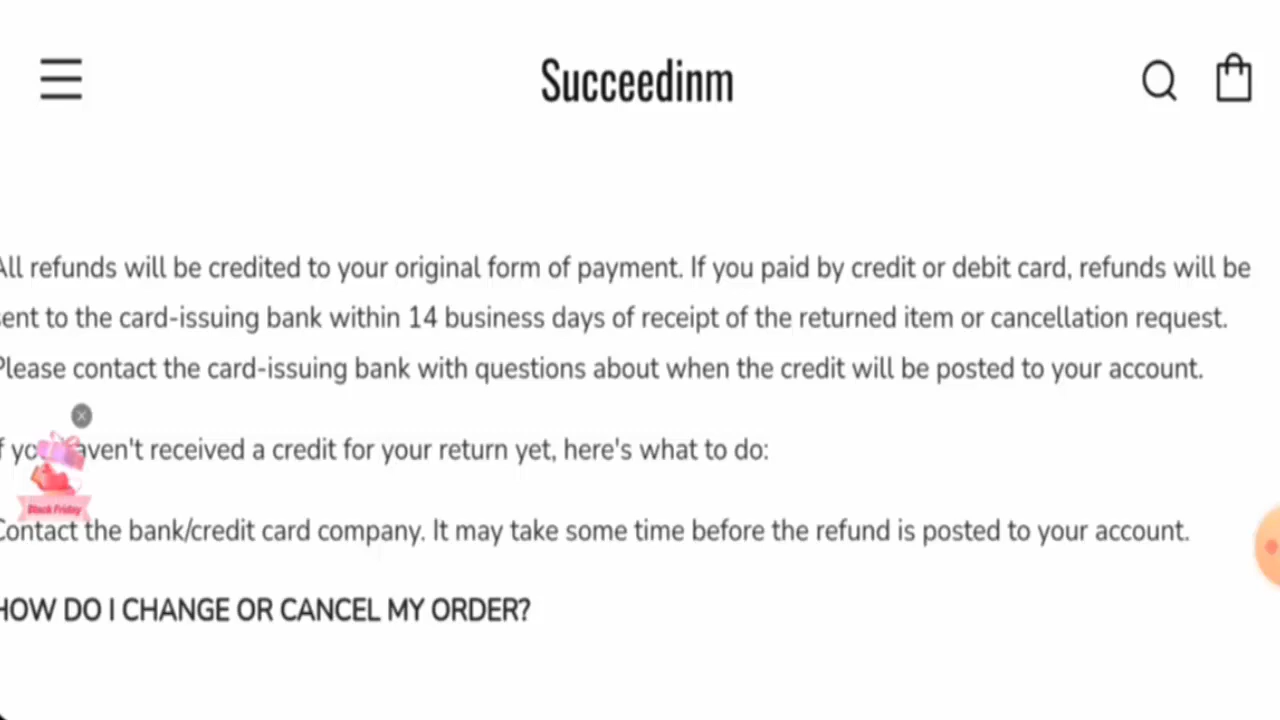 Succeedinm
All refunds will be credited to your original form of payment. If you paid by credit or debit card, refunds will be
sent to the card-issuing bank within 14 business days of receipt of the returned item or cancellation request.
Please contact the card-issuing bank with questions about when the credit will be posted to your account.
If you haven't received a credit for your return yet, here's what to do:
Black Friday
Contact the bank/credit card company. It may take some time before the refund is posted to your account.
HOW DO I CHANGE OR CANCEL MY ORDER?